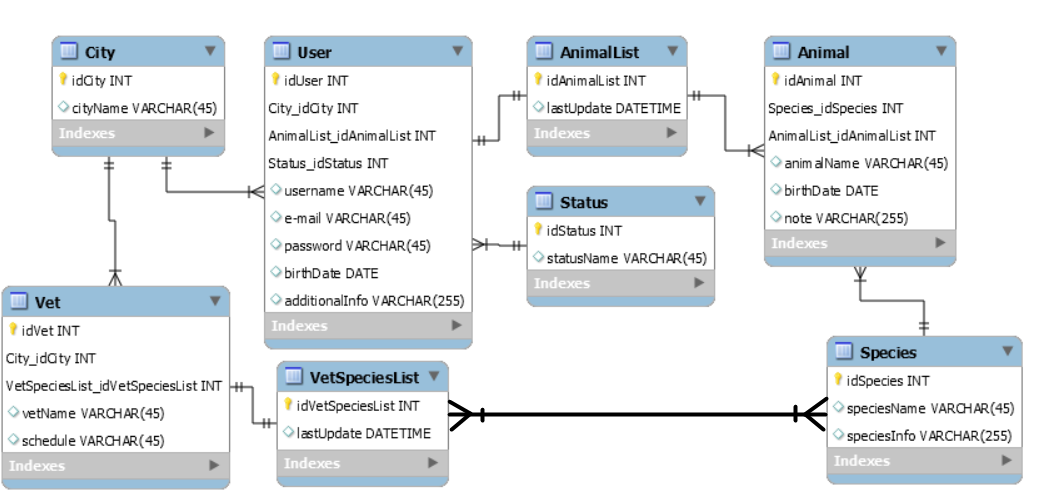 City
idCity INT
cityName VARCHAR(45)
Indexes
User
idUser INT
City_idCity INT
AnimalList_idAnimalList INT
Status_idStatus INT
username VARCHAR(45)
e-mail VARCHAR(45)
password VARCHAR(45)
birthDate DATE
additionalInfo VARCHAR(255)
Indexes
AnimalList
idAnimalList INT
lastUpdate DATETIME
Indexes
Animal
idAnimal INT
Species_idSpecies INT
AnimalList_idAnimalList INT
animalName VARCHAR(45)
birthDate DATE
note VARCHAR(255)
Indexes
Status
idStatus INT
statusName VARCHAR(45)
Indexes
Vet
idVet INT
City_idCity INT
VetSpeciesList_idVetSpeciesList INT
vetName VARCHAR(45)
schedule VARCHAR(45)
Indexes
VetSpeciesList
idVetSpeciesList INT
lastUpdate DATETIME
Indexes
Species
idSpecies INT
speciesName VARCHAR(45)
speciesInfo VARCHAR(255)
Indexes